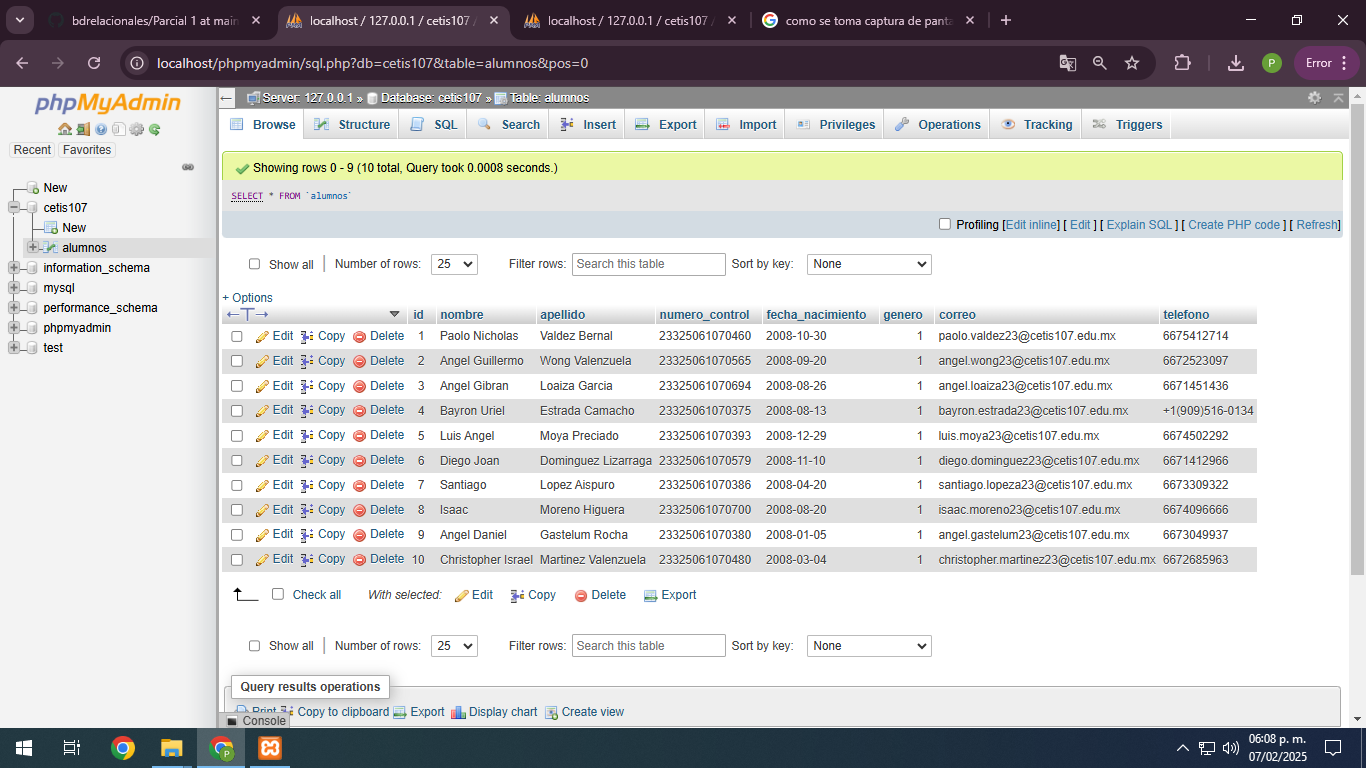 bdrelacionales/Parcial 1 at main
localhost / 127.0.0.1 / cetis107 /
localhost / 127.0.0.1 / cetis107 /
como se toma captura de panta
localhost/phpmyadmin/sql.php?db=cetis107&table=alumnos&pos=0
P
Error
phpMyAdmin
Recent Favorites
New
cetis107
New
alumnos
information_schema
mysql
performance_schema
phpmyadmin
test
Server: 127.0.0.1 » Database: cetis107 » Table: alumnos
Browse Structure SQL Search Insert Export Import Privileges Operations Tracking Triggers
Showing rows 0 - 9 (10 total, Query took 0.0008 seconds.)
SELECT * FROM `alumnos`
Profiling [Edit inline] [ Edit ] [ Explain SQL ] [ Create PHP code ] [ Refresh]
Show all | Number of rows: 25 Filter rows: Search this table Sort by key: None
+ Options
←T→ id nombre apellido numero_control fecha_nacimiento genero correo telefono
Edit Copy Delete 1 Paolo Nicholas Valdez Bernal 23325061070460 2008-10-30 1 paolo.valdez23@cetis107.edu.mx 6675412714
Edit Copy Delete 2 Angel Guillermo Wong Valenzuela 23325061070565 2008-09-20 1 angel.wong23@cetis107.edu.mx 6672523097
Edit Copy Delete 3 Angel Gibran Loaiza Garcia 23325061070694 2008-08-26 1 angel.loaiza23@cetis107.edu.mx 6671451436
Edit Copy Delete 4 Bayron Uriel Estrada Camacho 23325061070375 2008-08-13 1 bayron.estrada23@cetis107.edu.mx +1(909)516-0134
Edit Copy Delete 5 Luis Angel Moya Preciado 23325061070393 2008-12-29 1 luis.moya23@cetis107.edu.mx 6674502292
Edit Copy Delete 6 Diego Joan Dominguez Lizarraga 23325061070579 2008-11-10 1 diego.dominguez23@cetis107.edu.mx 6671412966
Edit Copy Delete 7 Santiago Lopez Aispuro 23325061070386 2008-04-20 1 santiago.lopeza23@cetis107.edu.mx 6673309322
Edit Copy Delete 8 Isaac Moreno Higuera 23325061070700 2008-08-20 1 isaac.moreno23@cetis107.edu.mx 6674096666
Edit Copy Delete 9 Angel Daniel Gastelum Rocha 23325061070380 2008-01-05 1 angel.gastelum23@cetis107.edu.mx 6673049937
Edit Copy Delete 10 Christopher Israel Martinez Valenzuela 23325061070480 2008-03-04 1 christopher.martinez23@cetis107.edu.mx 6672685963
Check all With selected: Edit Copy Delete Export
Show all | Number of rows: 25 Filter rows: Search this table Sort by key: None
Query results operations
Print Copy to clipboard Export Display chart Create view
Console
06:08 p. m.
07/02/2025